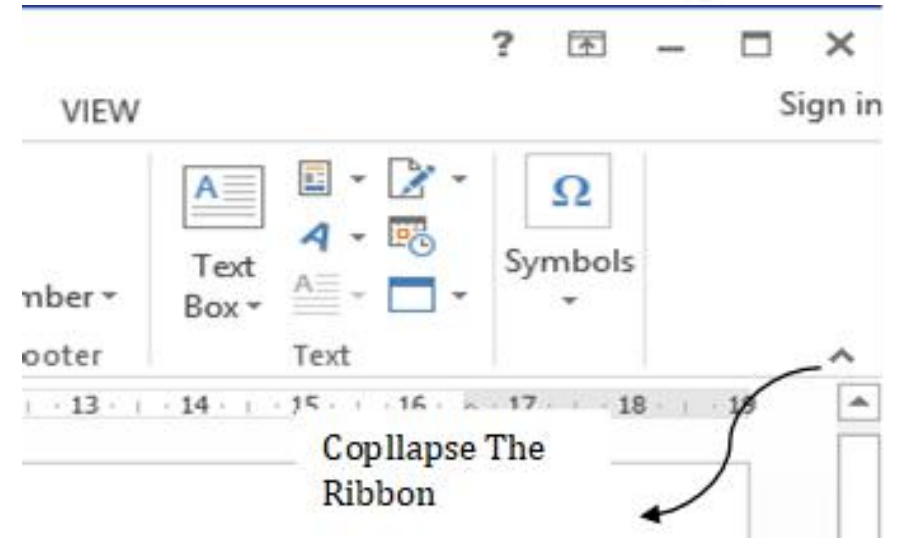 ?
VIEW
Sign in
A
Ω
A
Text
Box
Symbols
A
mber
ooter
Text
13 14 15 16 17 18 19
Copllapse The
Ribbon